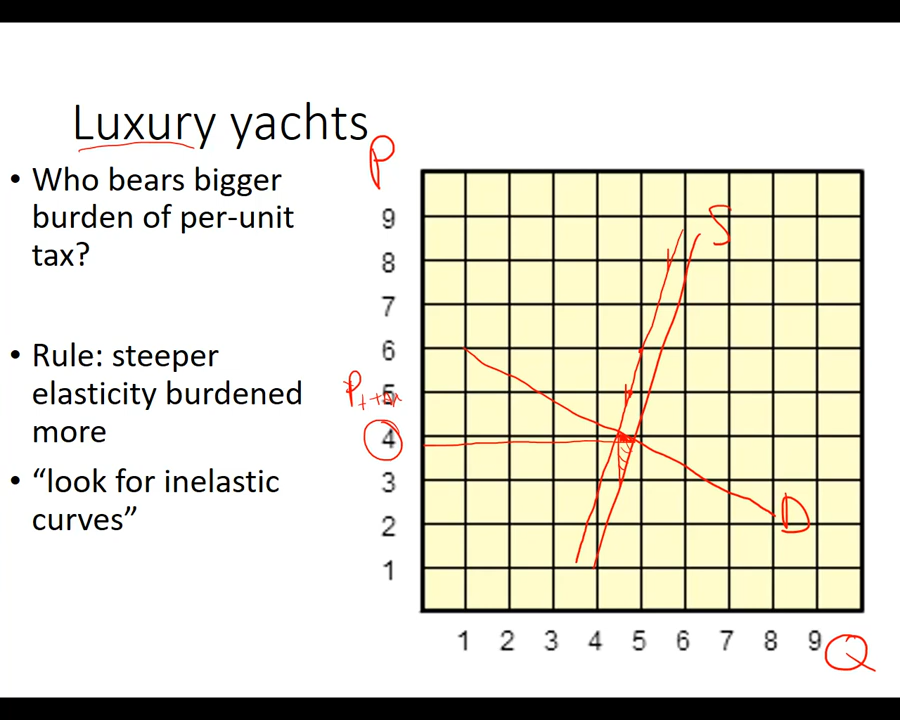 Luxury yachts
• Who bears bigger
burden of per-unit
tax?
• Rule: steeper
elasticity burdened
more
• “look for inelastic
curves”
P
9
8
7
6
5
4
3
2
1
S
D
1 2 3 4 5 6 7 8 9 Q